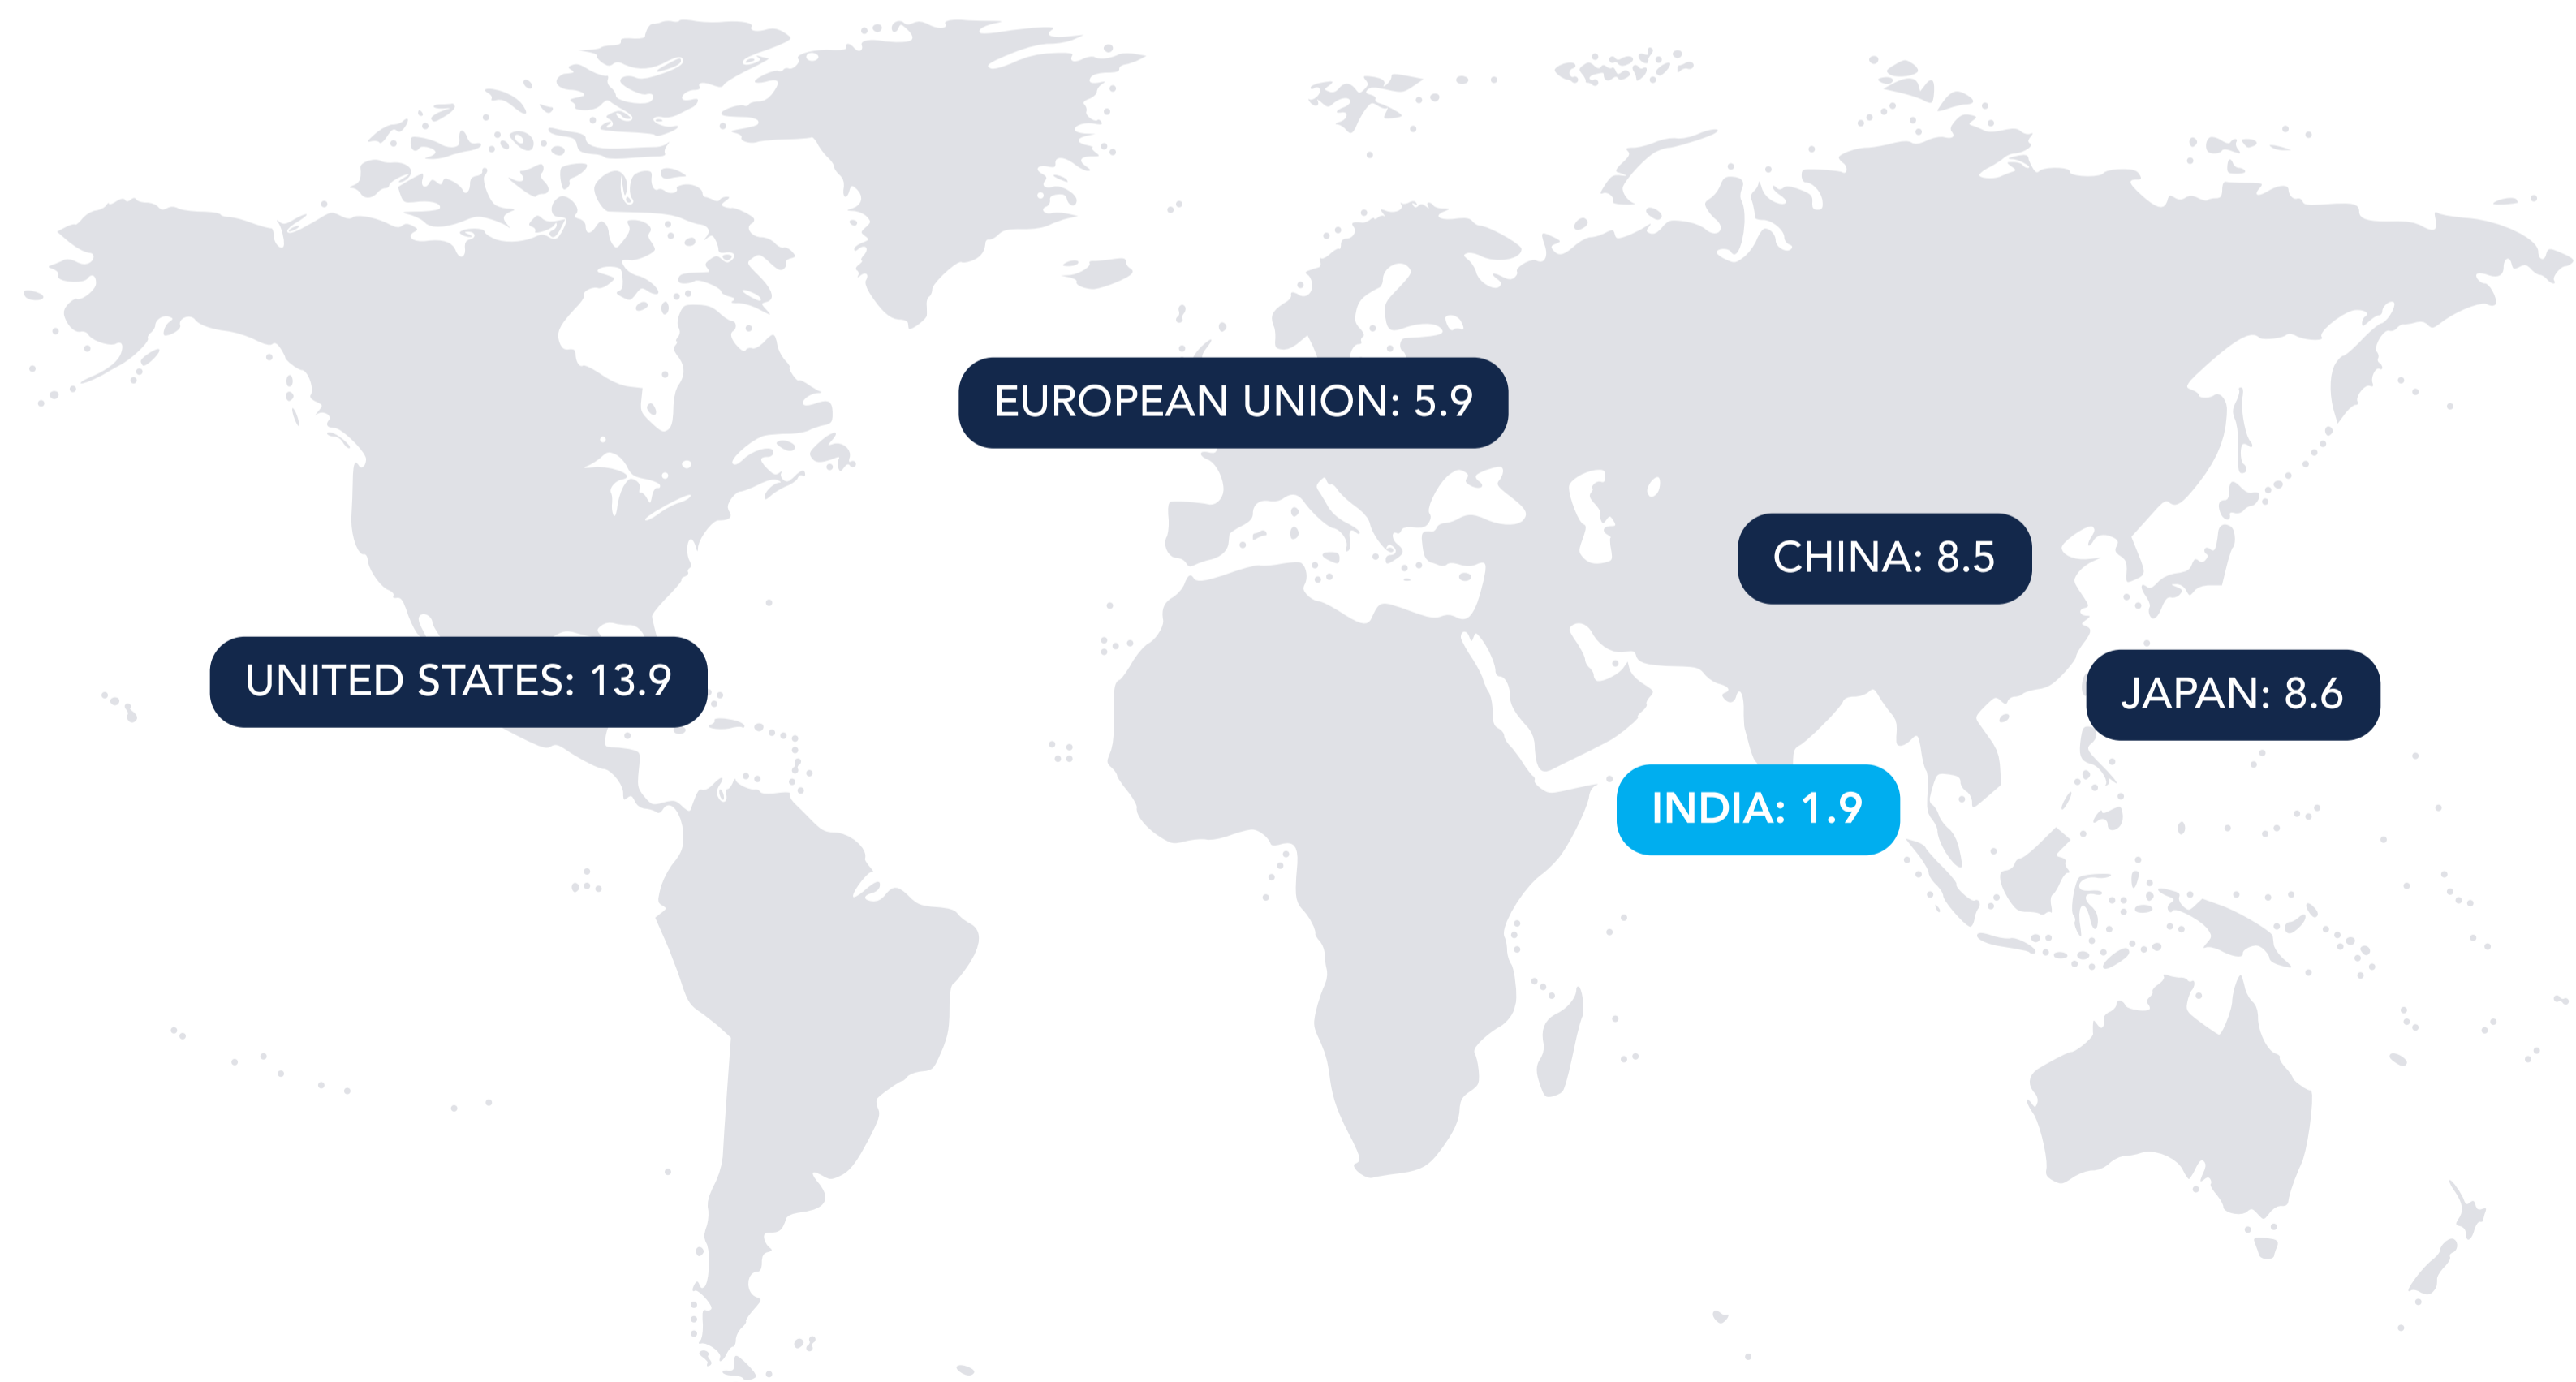 EUROPEAN UNION: 5.9
CHINA: 8.5
UNITED STATES: 13.9
JAPAN: 8.6
INDIA: 1.9